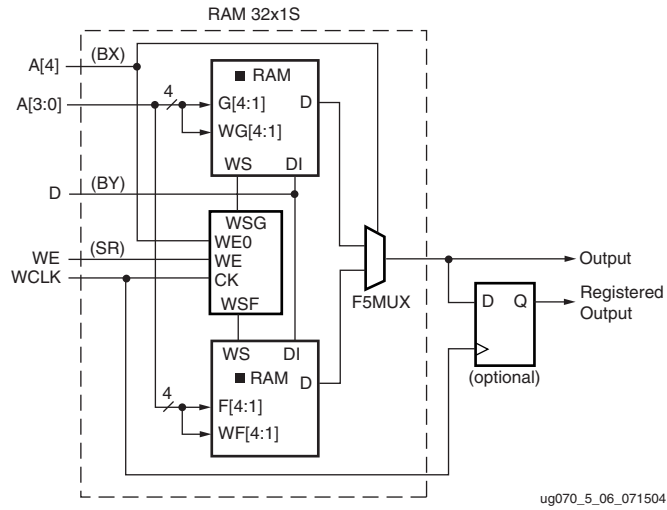 RAM 32x1S
A[4] (BX)
A[3:0]
4
RAM
G[4:1] D
WG[4:1]
WS DI
D (BY)
WSG
WE0
WE (SR) WE
WCLK CK
WSF
F5MUX
Output
D Q
Registered
Output
(optional)
WS DI
RAM D
4
F[4:1]
WF[4:1]
ug070_5_06_071504